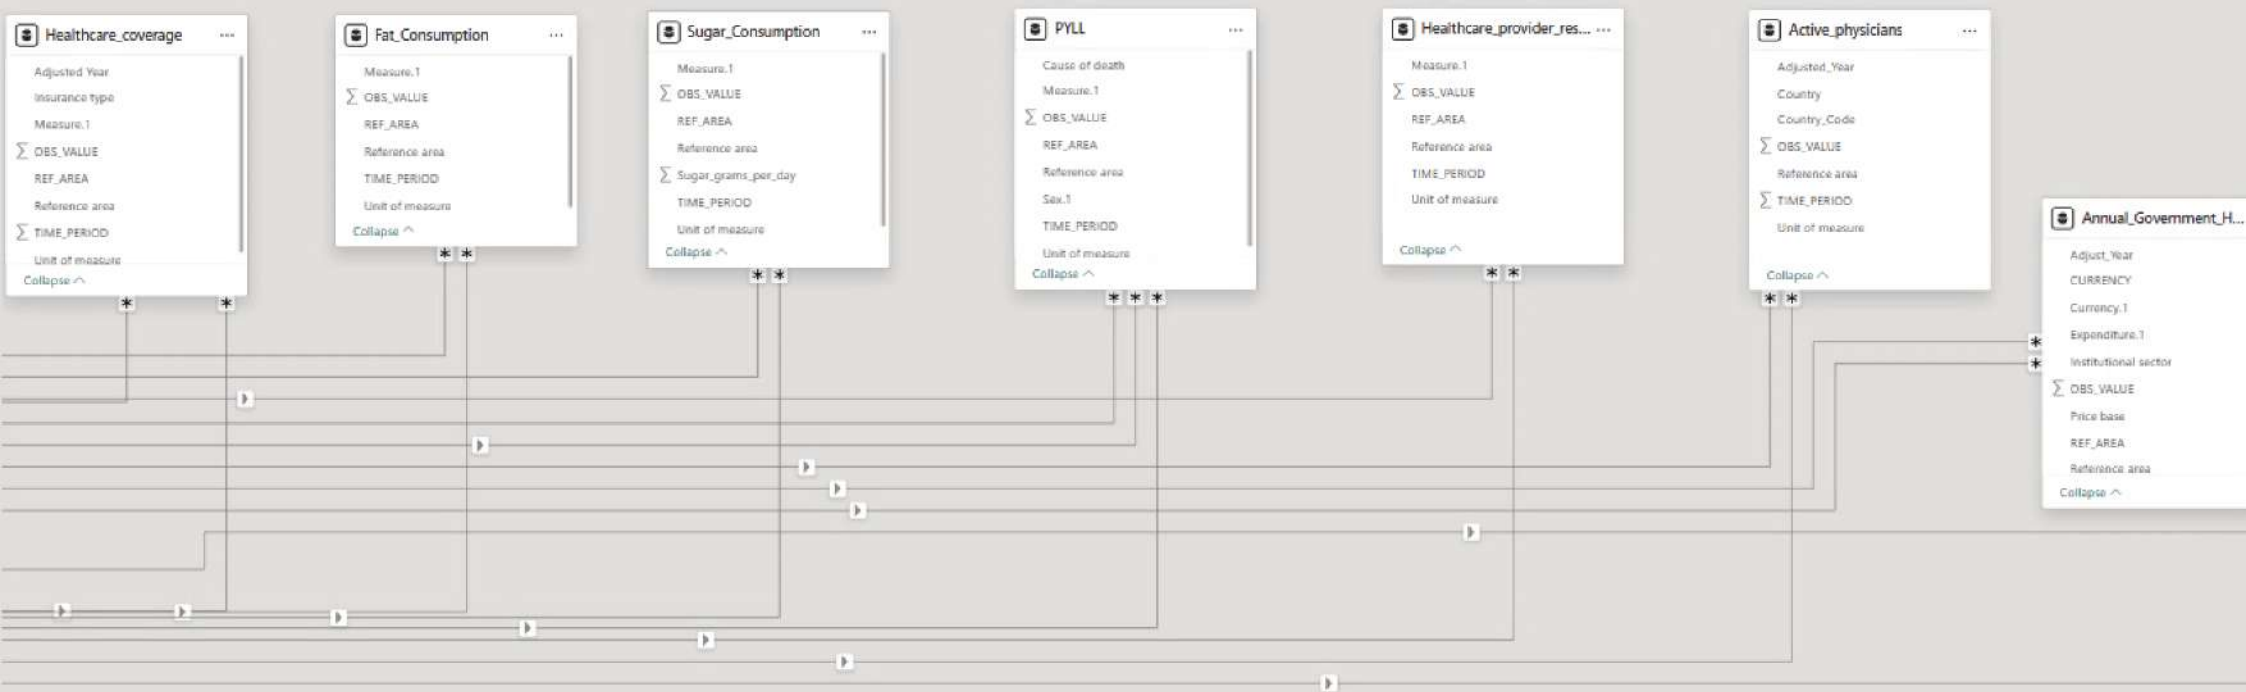 Healthcare_coverage ...
Adjusted Year
Insurance type
Measure.1
∑ OBS_VALUE
REF_AREA
Reference area
∑ TIME_PERIOD
Unit of measure
Collapse
Fat_Consumption ...
Measure.1
∑ OBS_VALUE
REF_AREA
Reference area
TIME_PERIOD
Unit of measure
Collapse
Sugar_Consumption ...
Measure.1
∑ OBS_VALUE
REF_AREA
Reference area
∑ Sugar_grams_per_day
TIME_PERIOD
Unit of measure
Collapse
PYLL ...
Cause of death
Measure.1
∑ OBS_VALUE
REF_AREA
Reference area
Sex.1
TIME_PERIOD
Unit of measure
Collapse
Healthcare_provider_res... ...
Measure.1
∑ OBS_VALUE
REF_AREA
Reference area
TIME_PERIOD
Unit of measure
Collapse
Active_physicians ...
Adjusted_Year
Country
Country_Code
∑ OBS_VALUE
Reference area
∑ TIME_PERIOD
Unit of measure
Collapse
Annual_Government_H...
Adjust_Year
CURRENCY
Currency.1
Expenditure.1
Institutional sector
∑ OBS_VALUE
Price base
REF_AREA
Reference area
Collapse